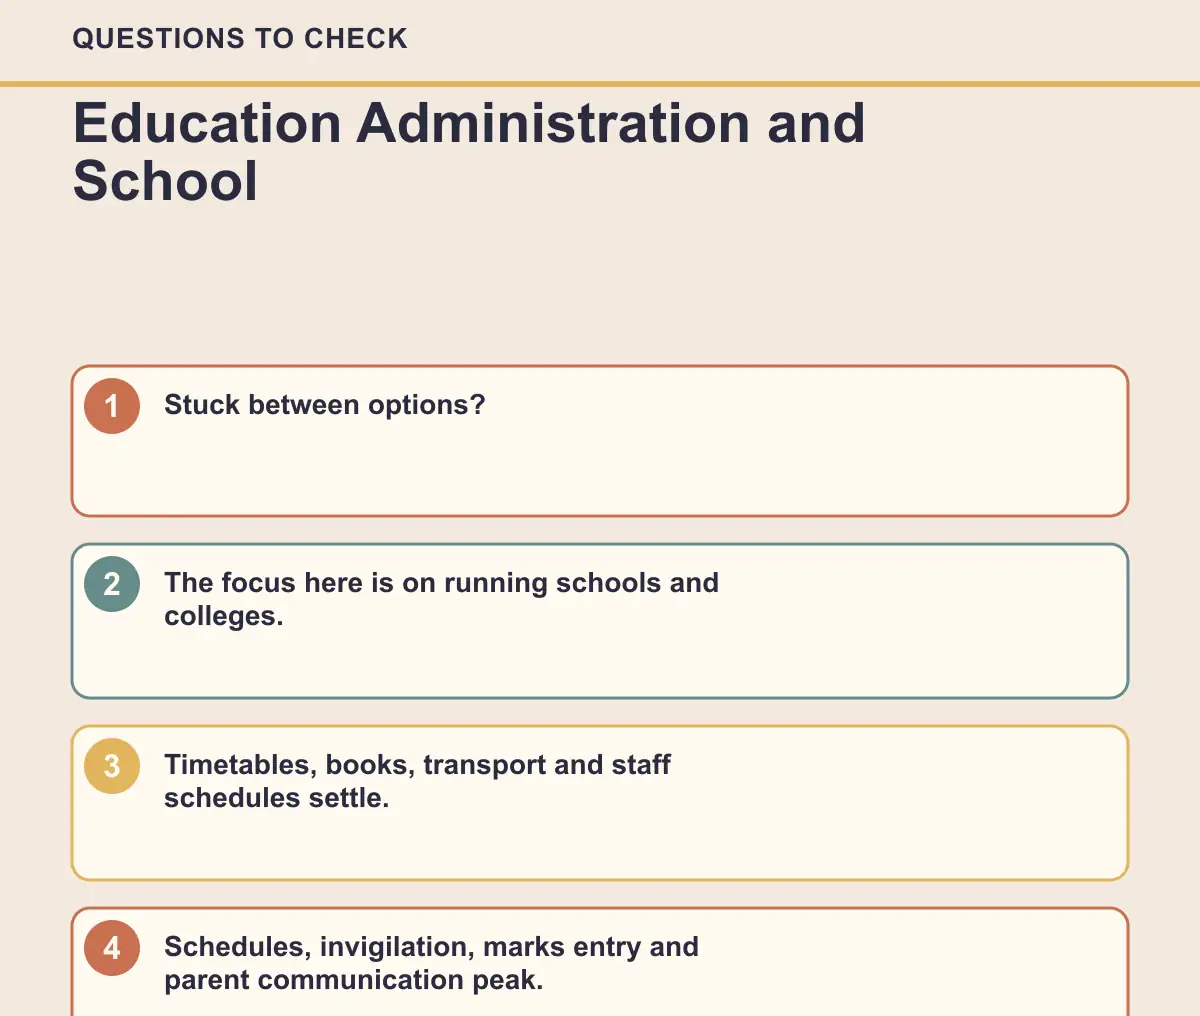 QUESTIONS TO CHECK
Education Administration and
School
1
Stuck between options?
2
The focus here is on running schools and
colleges.
3
Timetables, books, transport and staff
schedules settle.
4
Schedules, invigilation, marks entry and
parent communication peak.